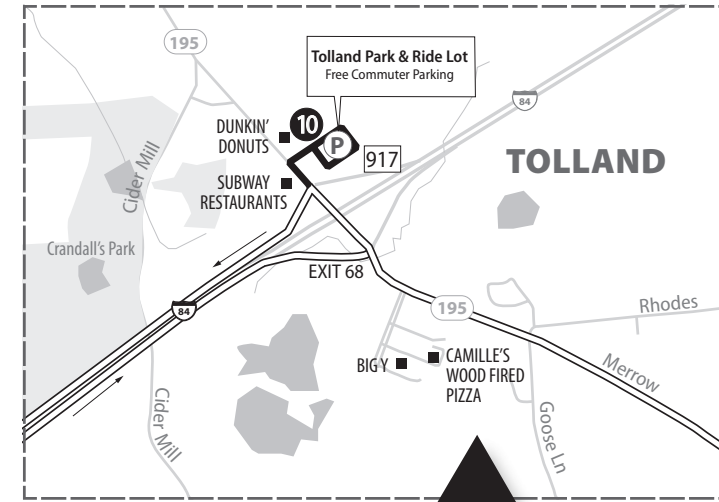 195
Tolland Park & Ride Lot
Free Commuter Parking
84
DUNKIN'
DONUTS
10
P
917
TOLLAND
Cider Mill
SUBWAY
RESTAURANTS
Crandall's Park
EXIT 68
84
195
Rhodes
BIG Y
CAMILLE'S
WOOD FIRED
PIZZA
Merrow
Cider Mill
Goose Ln